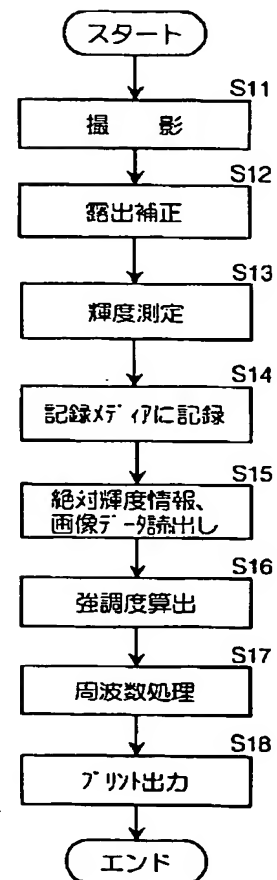 スタート
S11
撮 影
S12
露出補正
S13
輝度測定
S14
記録メディアに記録
S15
絶対輝度情報、
画像データ読出し
S16
強調度算出
S17
周波数処理
S18
プリント出力
エンド